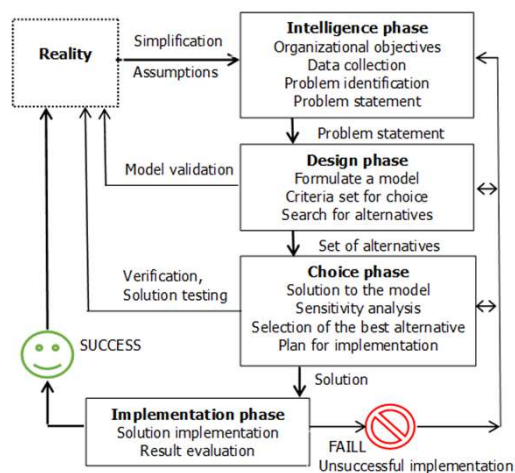 Reality
Simplification
Assumptions
Intelligence phase
Organizational objectives
Data collection
Problem identification
Problem statement
Problem statement
Model validation
Design phase
Formulate a model
Criteria set for choice
Search for alternatives
Set of alternatives
Verification,
Solution testing
Choice phase
Solution to the model
Sensitivity analysis
Selection of the best alternative
Plan for implementation
SUCCESS
Solution
Implementation phase
Solution implementation
Result evaluation
FAILL
Unsuccessful implementation